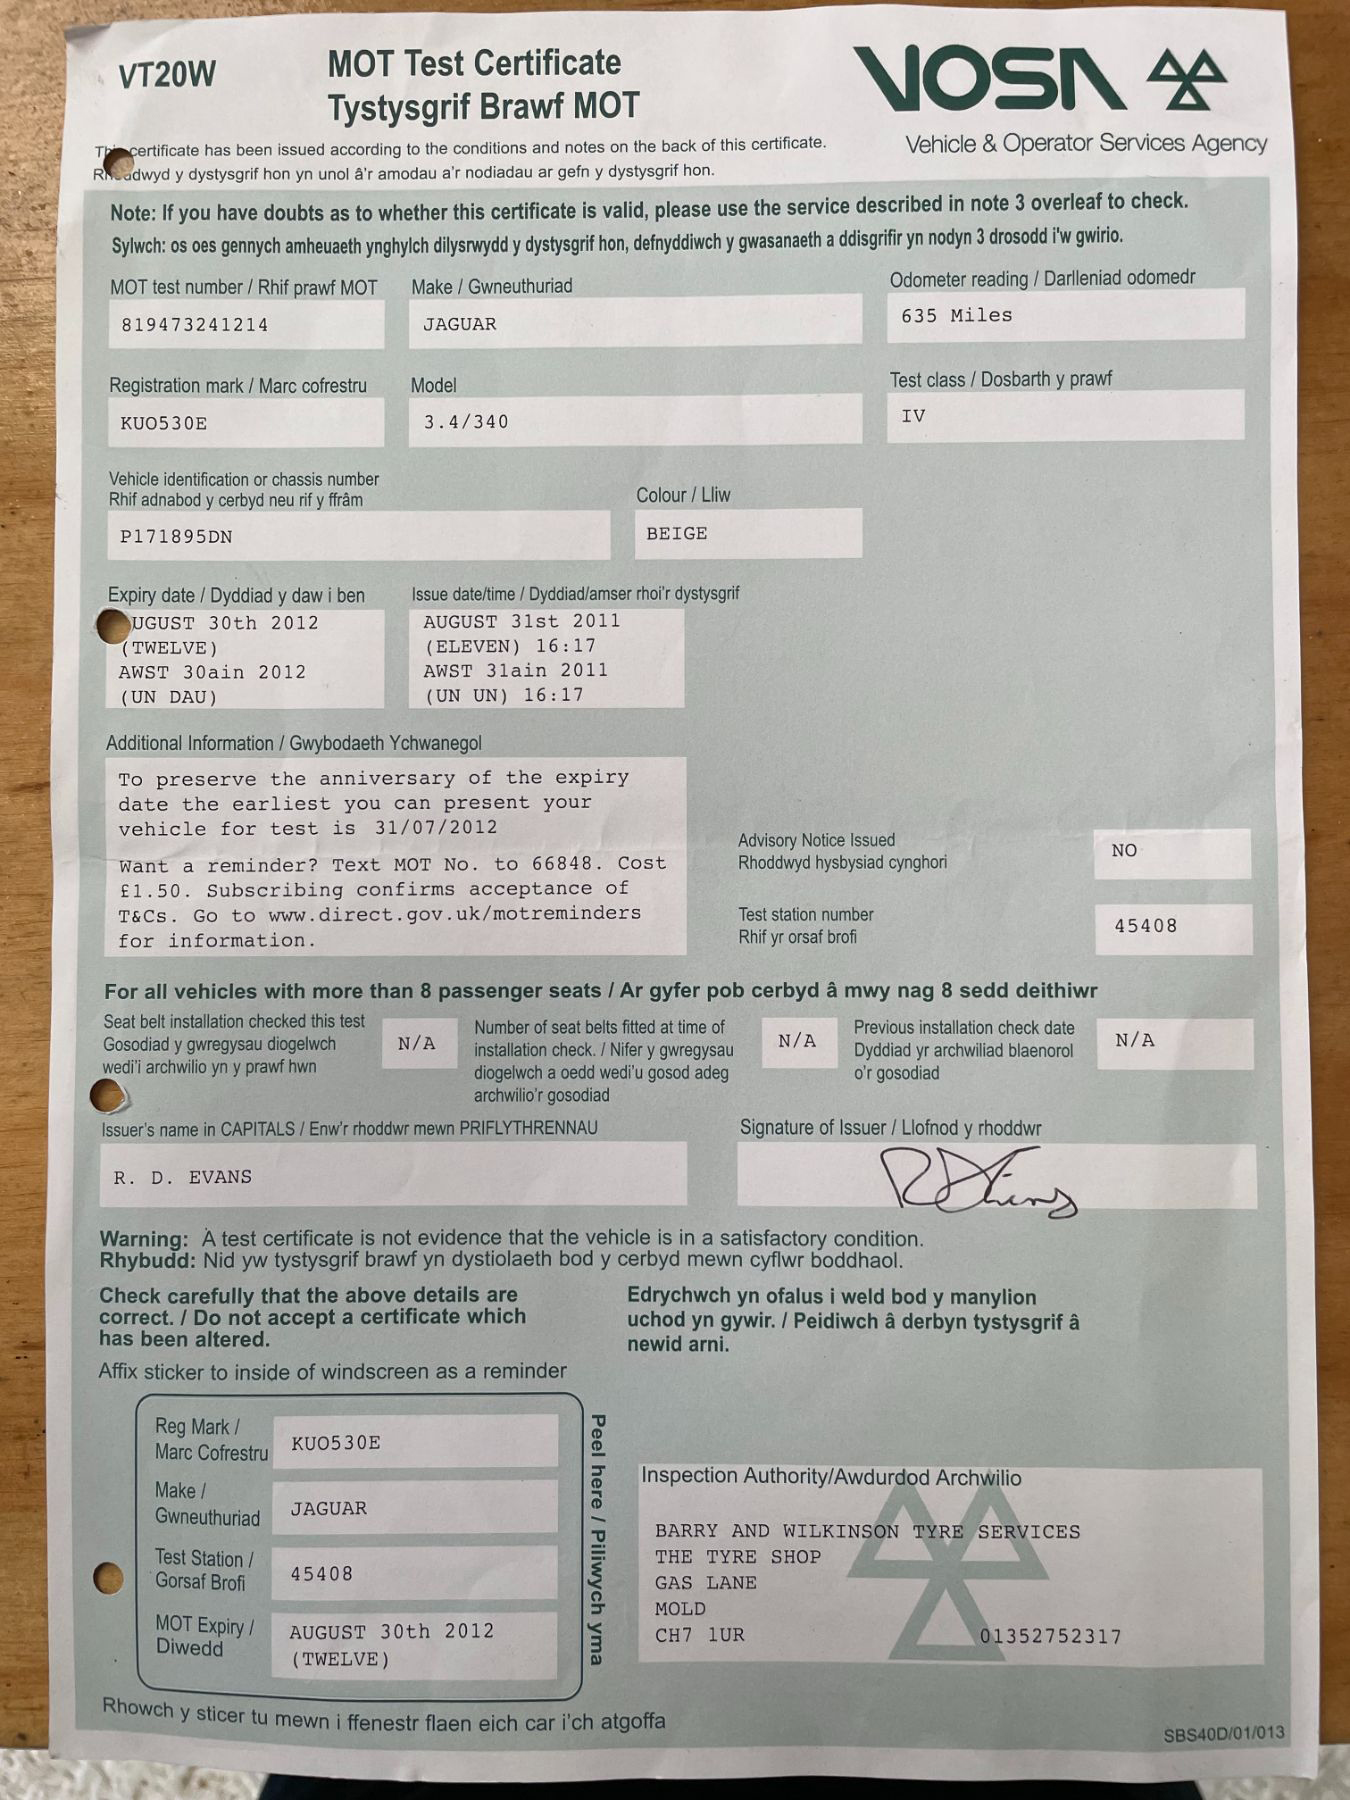 VT20W
MOT Test Certificate
Tystysgrif Brawf MOT
VOSA
Vehicle & Operator Services Agency
certificate has been issued according to the conditions and notes on the back of this certificate.
y dystysgrif hon yn unol â'r amodau a'r nodiadau ar gefn y dystysgrif hon.
Note: If you have doubts as to whether this certificate is valid, please use the service described in note 3 overleaf to check.
Sylwch: os oes gennych amheuaeth ynghylch dilysrwydd y dystysgrif hon, defnyddiwch y gwasanaeth a ddisgrifir yn nodyn 3 drosodd i'w gwirio.
MOT test number / Rhif prawf MOT
819473241214
Make / Gwneuthuriad
JAGUAR
Odometer reading / Darlleniad odomedr
635 Miles
Registration mark / Marc cofrestru
KUO530E
Model
3.4/340
Test class / Dosbarth y prawf
IV
Vehicle identification or chassis number
Rhif adnabod y cerbyd neu rif y ffrâm
P171895DN
Colour / Lliw
BEIGE
Expiry date / Dyddiad y daw i ben
UGUST 30th 2012
(TWELVE)
AWST 30ain 2012
(UN DAU)
Issue date/time / Dyddiad/amser rhoi'r dystysgrif
AUGUST 31st 2011
(ELEVEN) 16:17
AWST 31ain 2011
(UN UN) 16:17
Additional Information / Gwybodaeth Ychwanegol
To preserve the anniversary of the expiry
date the earliest you can present your
vehicle for test is 31/07/2012
Want a reminder? Text MOT No. to 66848. Cost
£1.50. Subscribing confirms acceptance of
T&Cs. Go to www.direct.gov.uk/motreminders
for information.
Advisory Notice Issued
Rhoddwyd hysbysiad cynghori
NO
Test station number
Rhif yr orsaf brofi
45408
For all vehicles with more than 8 passenger seats / Ar gyfer pob cerbyd â mwy nag 8 sedd deithiwr
Seat belt installation checked this test
Gosodiad y gwregysau diogelwch
wedi'i archwilio yn y prawf hwn
N/A
Number of seat belts fitted at time of
installation check. / Nifer y gwregysau
diogelwch a oedd wedi'u gosod adeg
archwilio'r gosodiad
N/A
Previous installation check date
Dyddiad yr archwiliad blaenorol
o'r gosodiad
N/A
Issuer's name in CAPITALS / Enw'r rhoddwr mewn PRIFLYTHRENNAU
R. D. EVANS
Signature of Issuer / Llofnod y rhoddwr
Warning: A test certificate is not evidence that the vehicle is in a satisfactory condition.
Rhybudd: Nid yw tystysgrif brawf yn dystiolaeth bod y cerbyd mewn cyflwr boddhaol.
Check carefully that the above details are
correct. / Do not accept a certificate which
has been altered.
Edrychwch yn ofalus i weld bod y manylion
uchod yn gywir. / Peidiwch â derbyn tystysgrif â
newid arni.
Affix sticker to inside of windscreen as a reminder
Reg Mark /
Marc Cofrestru
KUO530E
Make /
Gwneuthuriad
JAGUAR
Test Station /
Gorsaf Brofi
45408
MOT Expiry /
Diwedd
AUGUST 30th 2012
(TWELVE)
Peel here / Piliwych yma
Inspection Authority/Awdurdod Archwilio
BARRY AND WILKINSON TYRE SERVICES
THE TYRE SHOP
GAS LANE
MOLD
CH7 1UR 01352752317
Rhowch y sticer tu mewn i ffenestr flaen eich car i'ch atgoffa
SBS40D/01/013